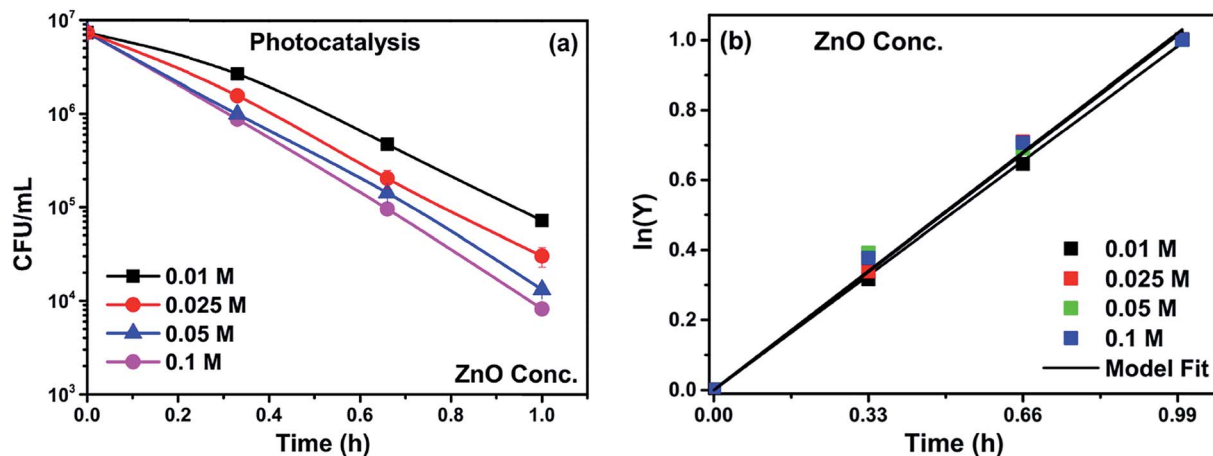 Photocatalysis
(a)
10⁷
10⁶
10⁵
10⁴
10³
CFU/mL
0.01 M
0.025 M
0.05 M
0.1 M
ZnO Conc.
0.0 0.2 0.4 0.6 0.8 1.0
Time (h)
(b)
ZnO Conc.
1.0
0.8
0.6
0.4
0.2
0.0
ln(Y)
0.01 M
0.025 M
0.05 M
0.1 M
Model Fit
0.00 0.33 0.66 0.99
Time (h)